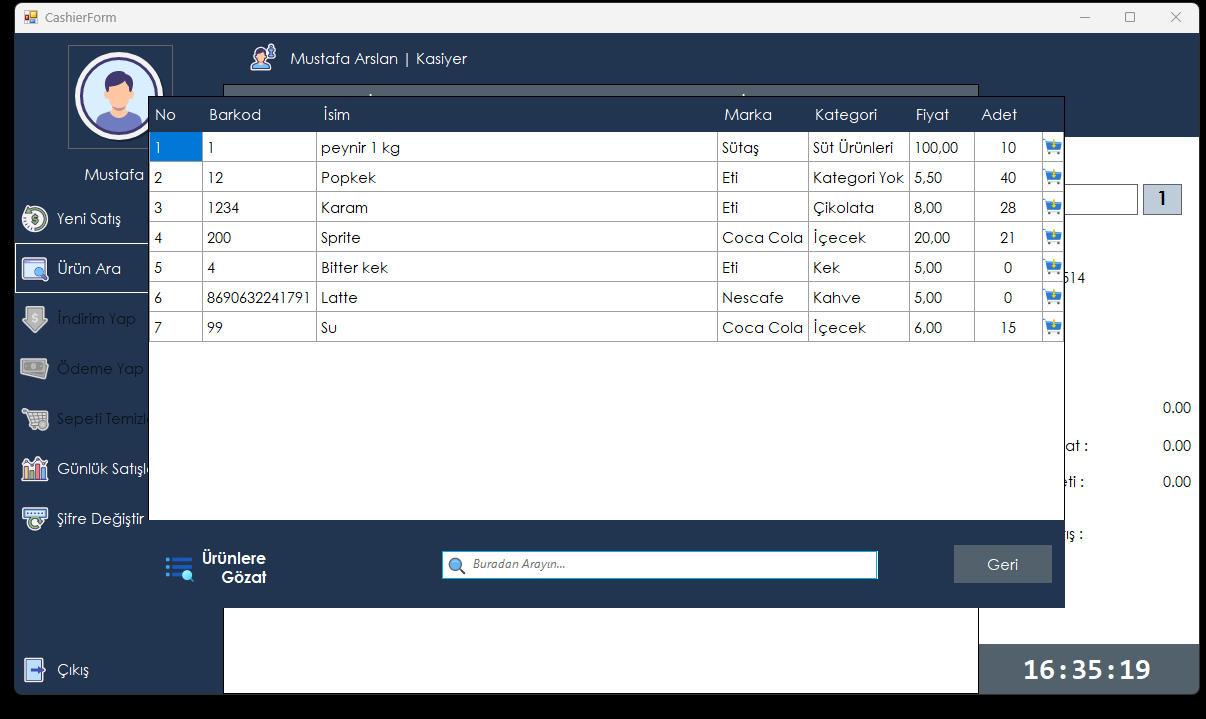 CashierForm
Mustafa Arslan | Kasiyer
Mustafa
Yeni Satış
Ürün Ara
İndirim Yap
Ödeme Yap
Sepeti Temizl
Günlük Satışl
Şifre Değiştir
Çıkış
No Barkod İsim Marka Kategori Fiyat Adet
1 1 peynir 1 kg Sütaş Süt Ürünleri 100,00 10
2 12 Popkek Eti Kategori Yok 5,50 40
3 1234 Karam Eti Çikolata 8,00 28
4 200 Sprite Coca Cola İçecek 20,00 21
5 4 Bitter kek Eti Kek 5,00 0
6 8690632241791 Latte Nescafe Kahve 5,00 0
7 99 Su Coca Cola İçecek 6,00 15
Ürünlere
Gözat
Buradan Arayın...
Geri
1
514
0.00
at : 0.00
eti : 0.00
ış :
16:35:19